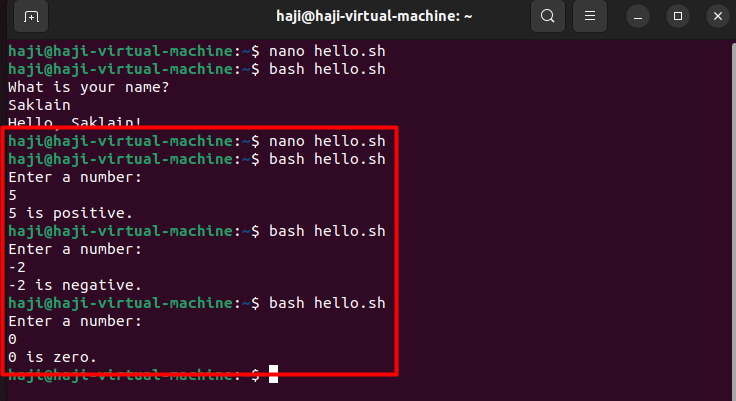 haji@haji-virtual-machine: ~
haji@haji-virtual-machine:~$ nano hello.sh
haji@haji-virtual-machine:~$ bash hello.sh
What is your name?
Saklain
Hello, Saklain!
haji@haji-virtual-machine:~$ nano hello.sh
haji@haji-virtual-machine:~$ bash hello.sh
Enter a number:
5
5 is positive.
haji@haji-virtual-machine:~$ bash hello.sh
Enter a number:
-2
-2 is negative.
haji@haji-virtual-machine:~$ bash hello.sh
Enter a number:
0
0 is zero.
haji@haji-virtual-machine:~$